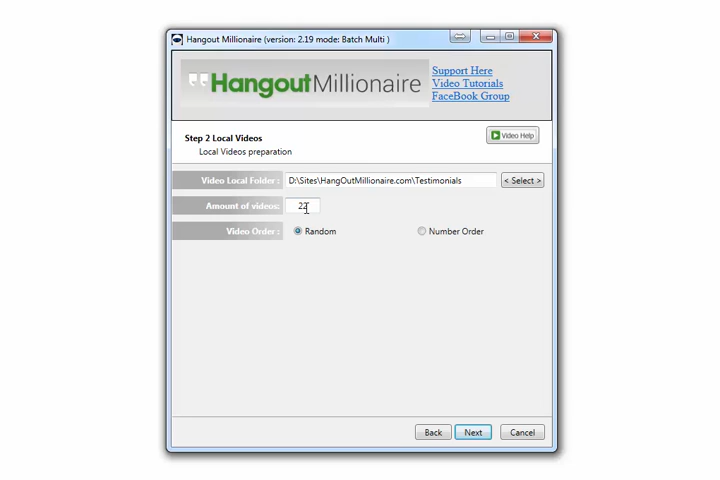 Hangout Millionaire (version: 2.19 mode: Batch Multi )
HangoutMillionaire
Support Here
Video Tutorials
FaceBook Group
Step 2 Local Videos
Video Help
Local Videos preparation
Video Local Folder :
D:\Sites\HangOutMillionaire.com\Testimonials
< Select >
Amount of videos:
22
Video Order :
Random
Number Order
Back
Next
Cancel